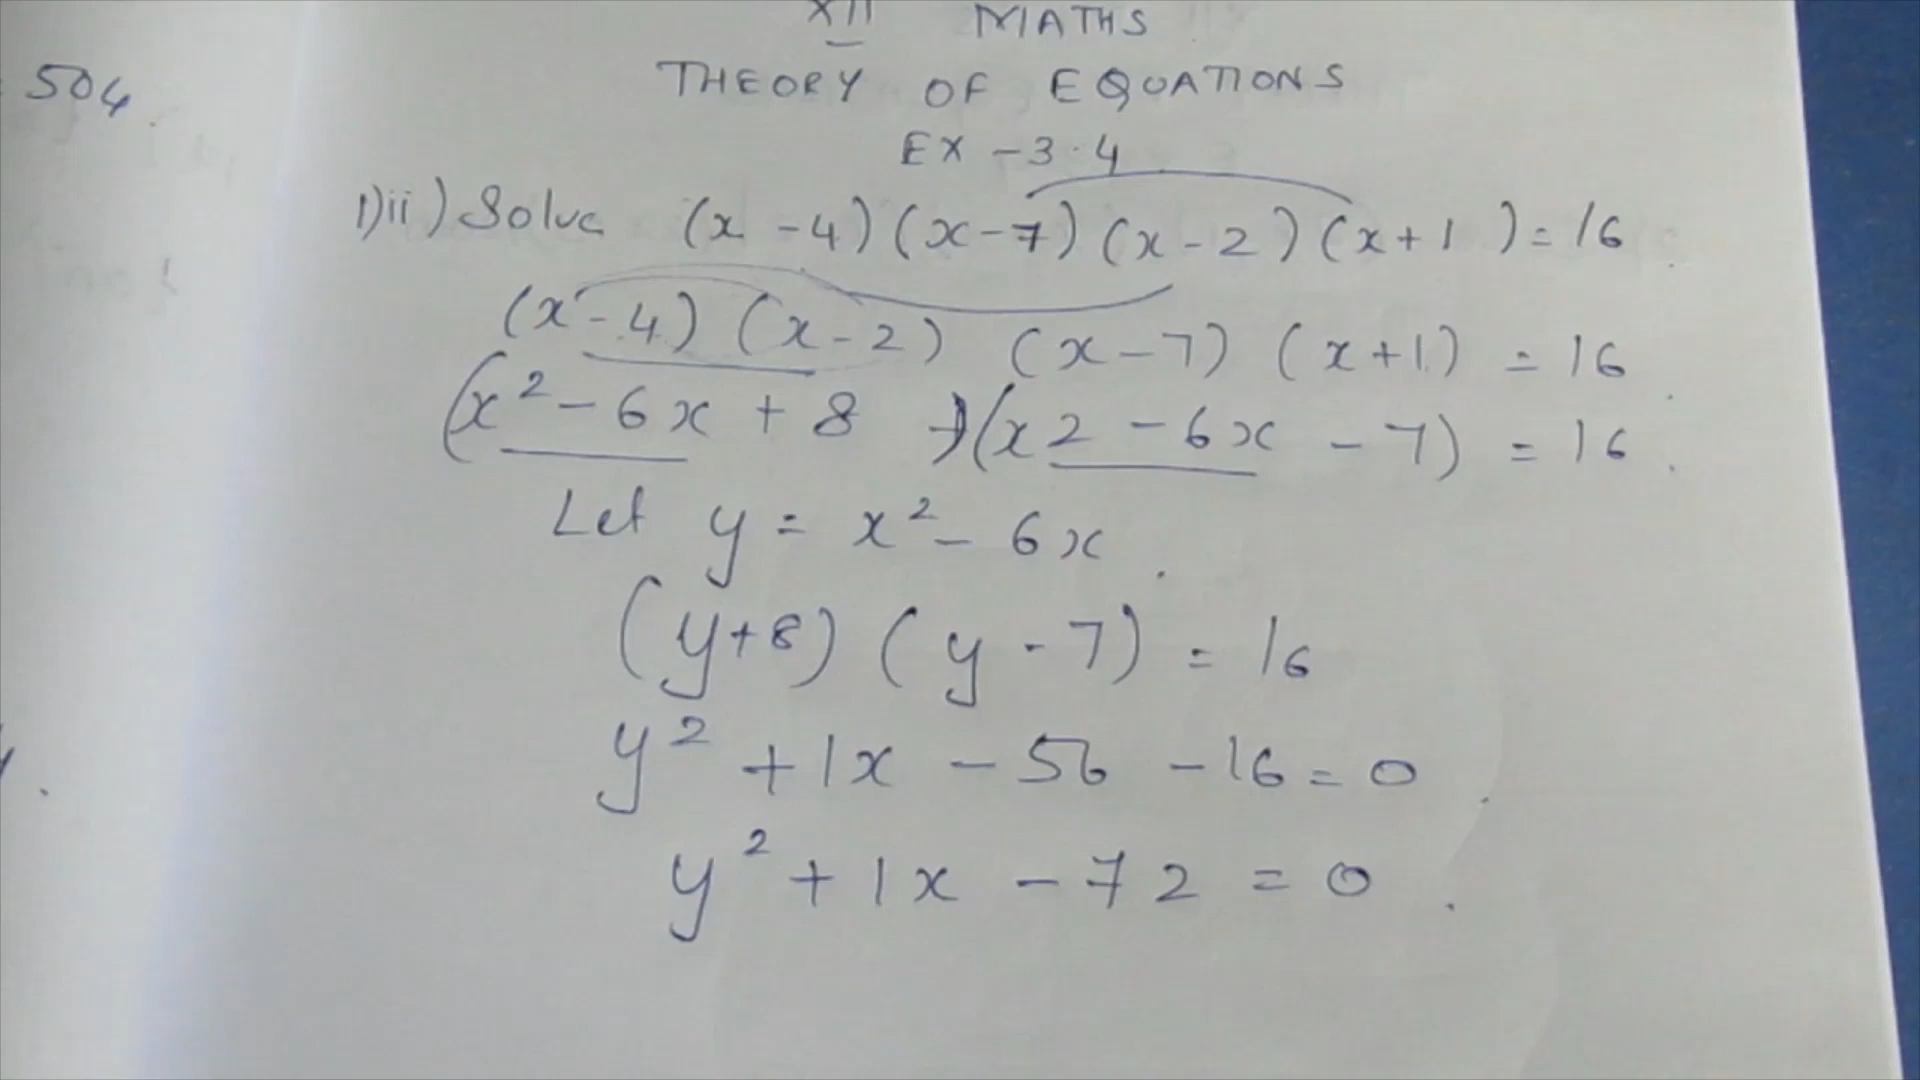 504
XII MATHS
THEORY OF EQUATIONS
EX - 3.4
1)ii) Solve (x - 4) (x - 7) (x - 2) (x + 1) = 16
(x - 4) (x - 2) (x - 7) (x + 1) = 16
(x² - 6x + 8) (x2 - 6x - 7) = 16
Let y = x² - 6x
(y + 8) (y - 7) = 16
y² + 1x - 56 - 16 = 0
y² + 1x - 72 = 0